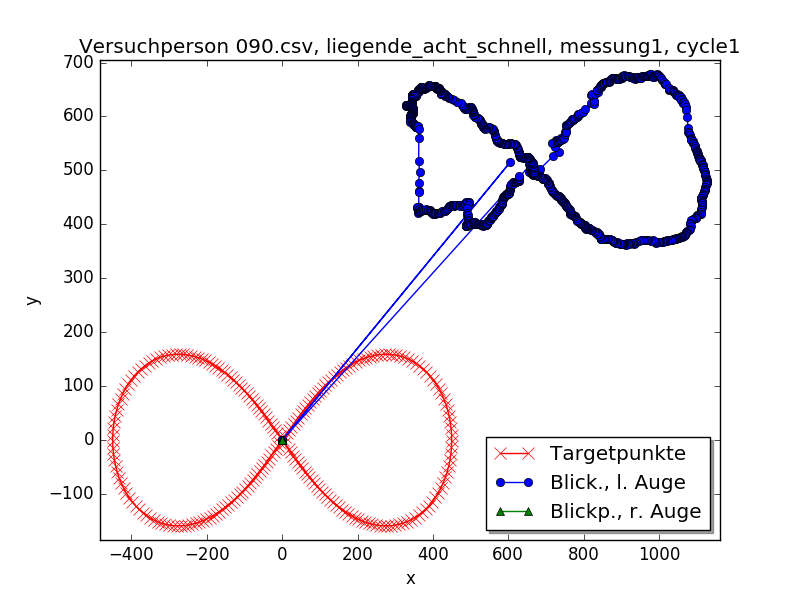 Versuchperson 090.csv, liegende_acht_schnell, messung1, cycle1
700
600
500
400
300
200
100
0
−100
y
−400 −200 0 200 400 600 800 1000
x
Targetpunkte
Blick., l. Auge
Blickp., r. Auge